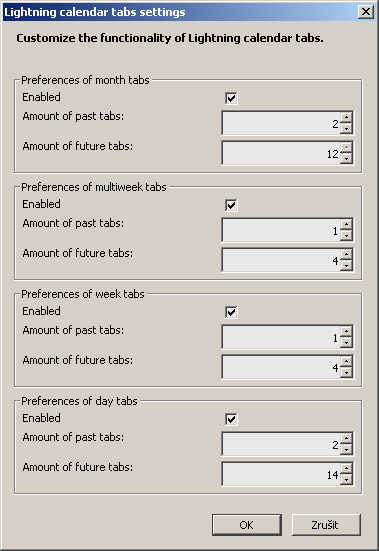 Lightning calendar tabs settings
Customize the functionality of Lightning calendar tabs.
Preferences of month tabs
Enabled
Amount of past tabs: 2
Amount of future tabs: 12
Preferences of multiweek tabs
Enabled
Amount of past tabs: 1
Amount of future tabs: 4
Preferences of week tabs
Enabled
Amount of past tabs: 1
Amount of future tabs: 4
Preferences of day tabs
Enabled
Amount of past tabs: 2
Amount of future tabs: 14
OK Zrušit